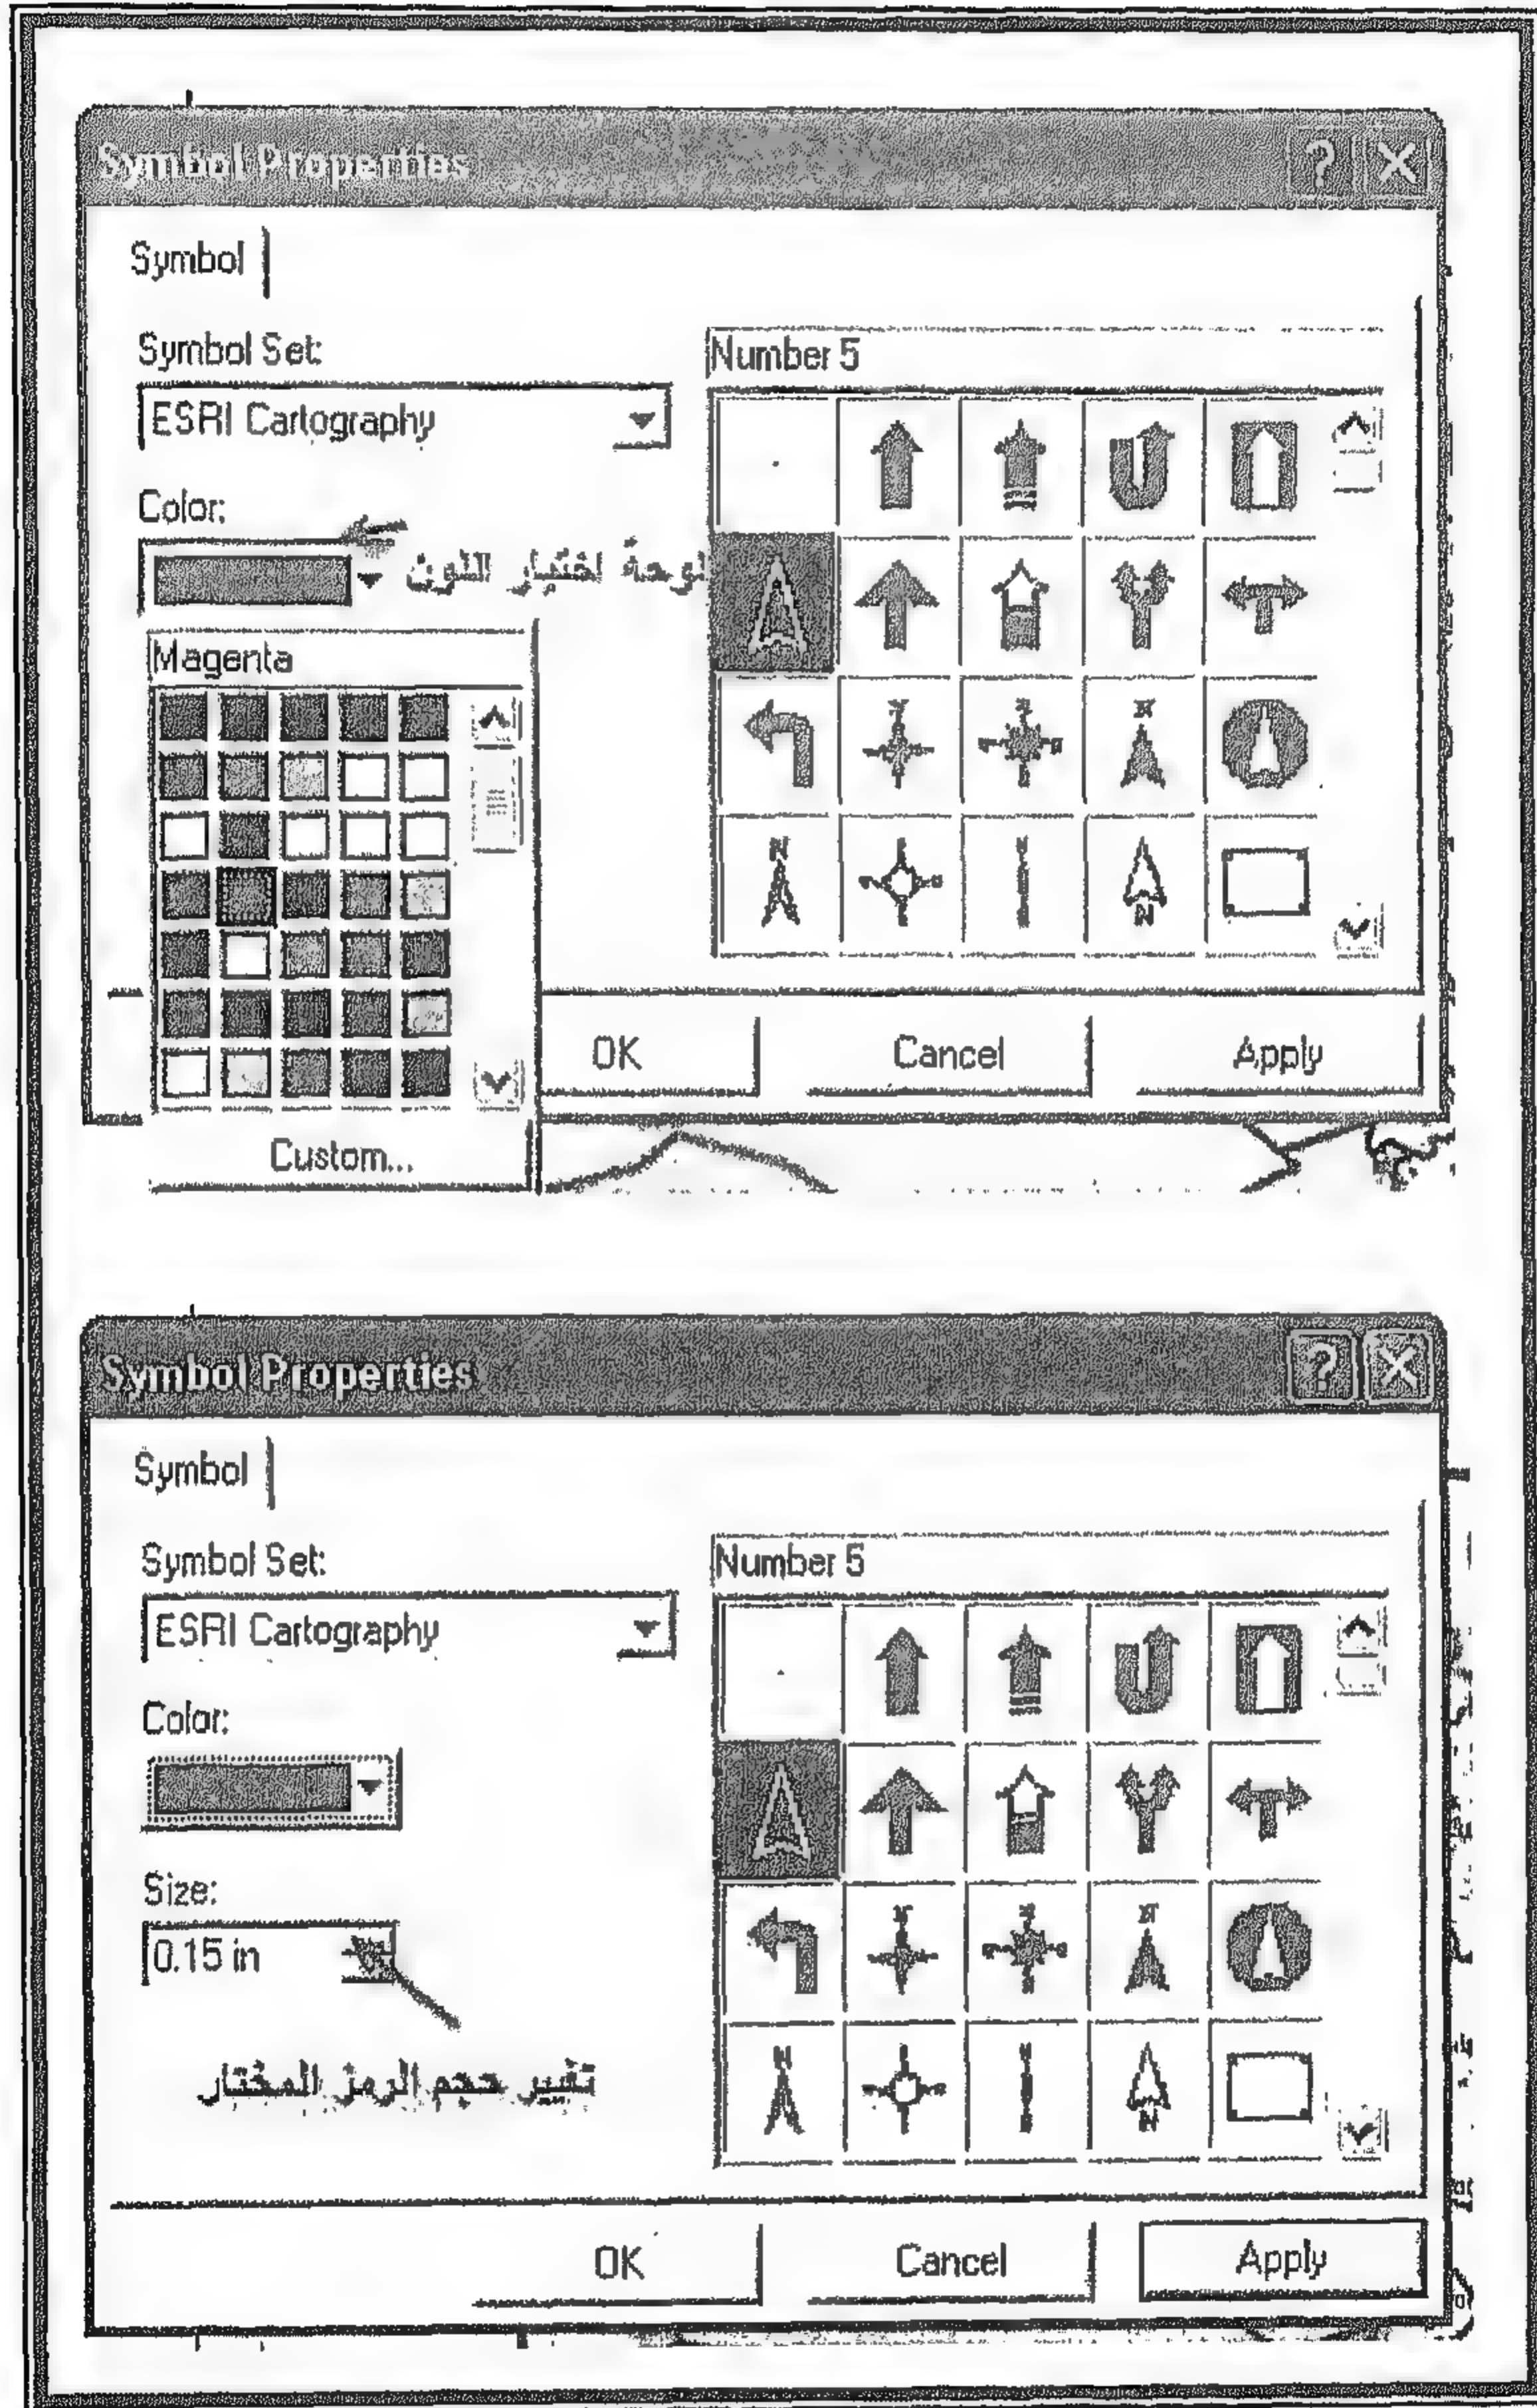 Symbol Properties
Symbol
Symbol Set:
ESRI Cartography
Color:
لوحة اختيار اللون
Magenta
Custom...
Number 5
OK
Cancel
Apply
Symbol Properties
Symbol
Symbol Set:
ESRI Cartography
Color:
Size:
0.15 in
تغيير حجم الرمز المختار
Number 5
OK
Cancel
Apply